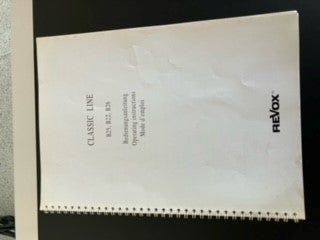 CLASSIC LINE
B25, B22, B26
Bedienungsanleitung
Operating instructions
Mode d'emploi
REVOX